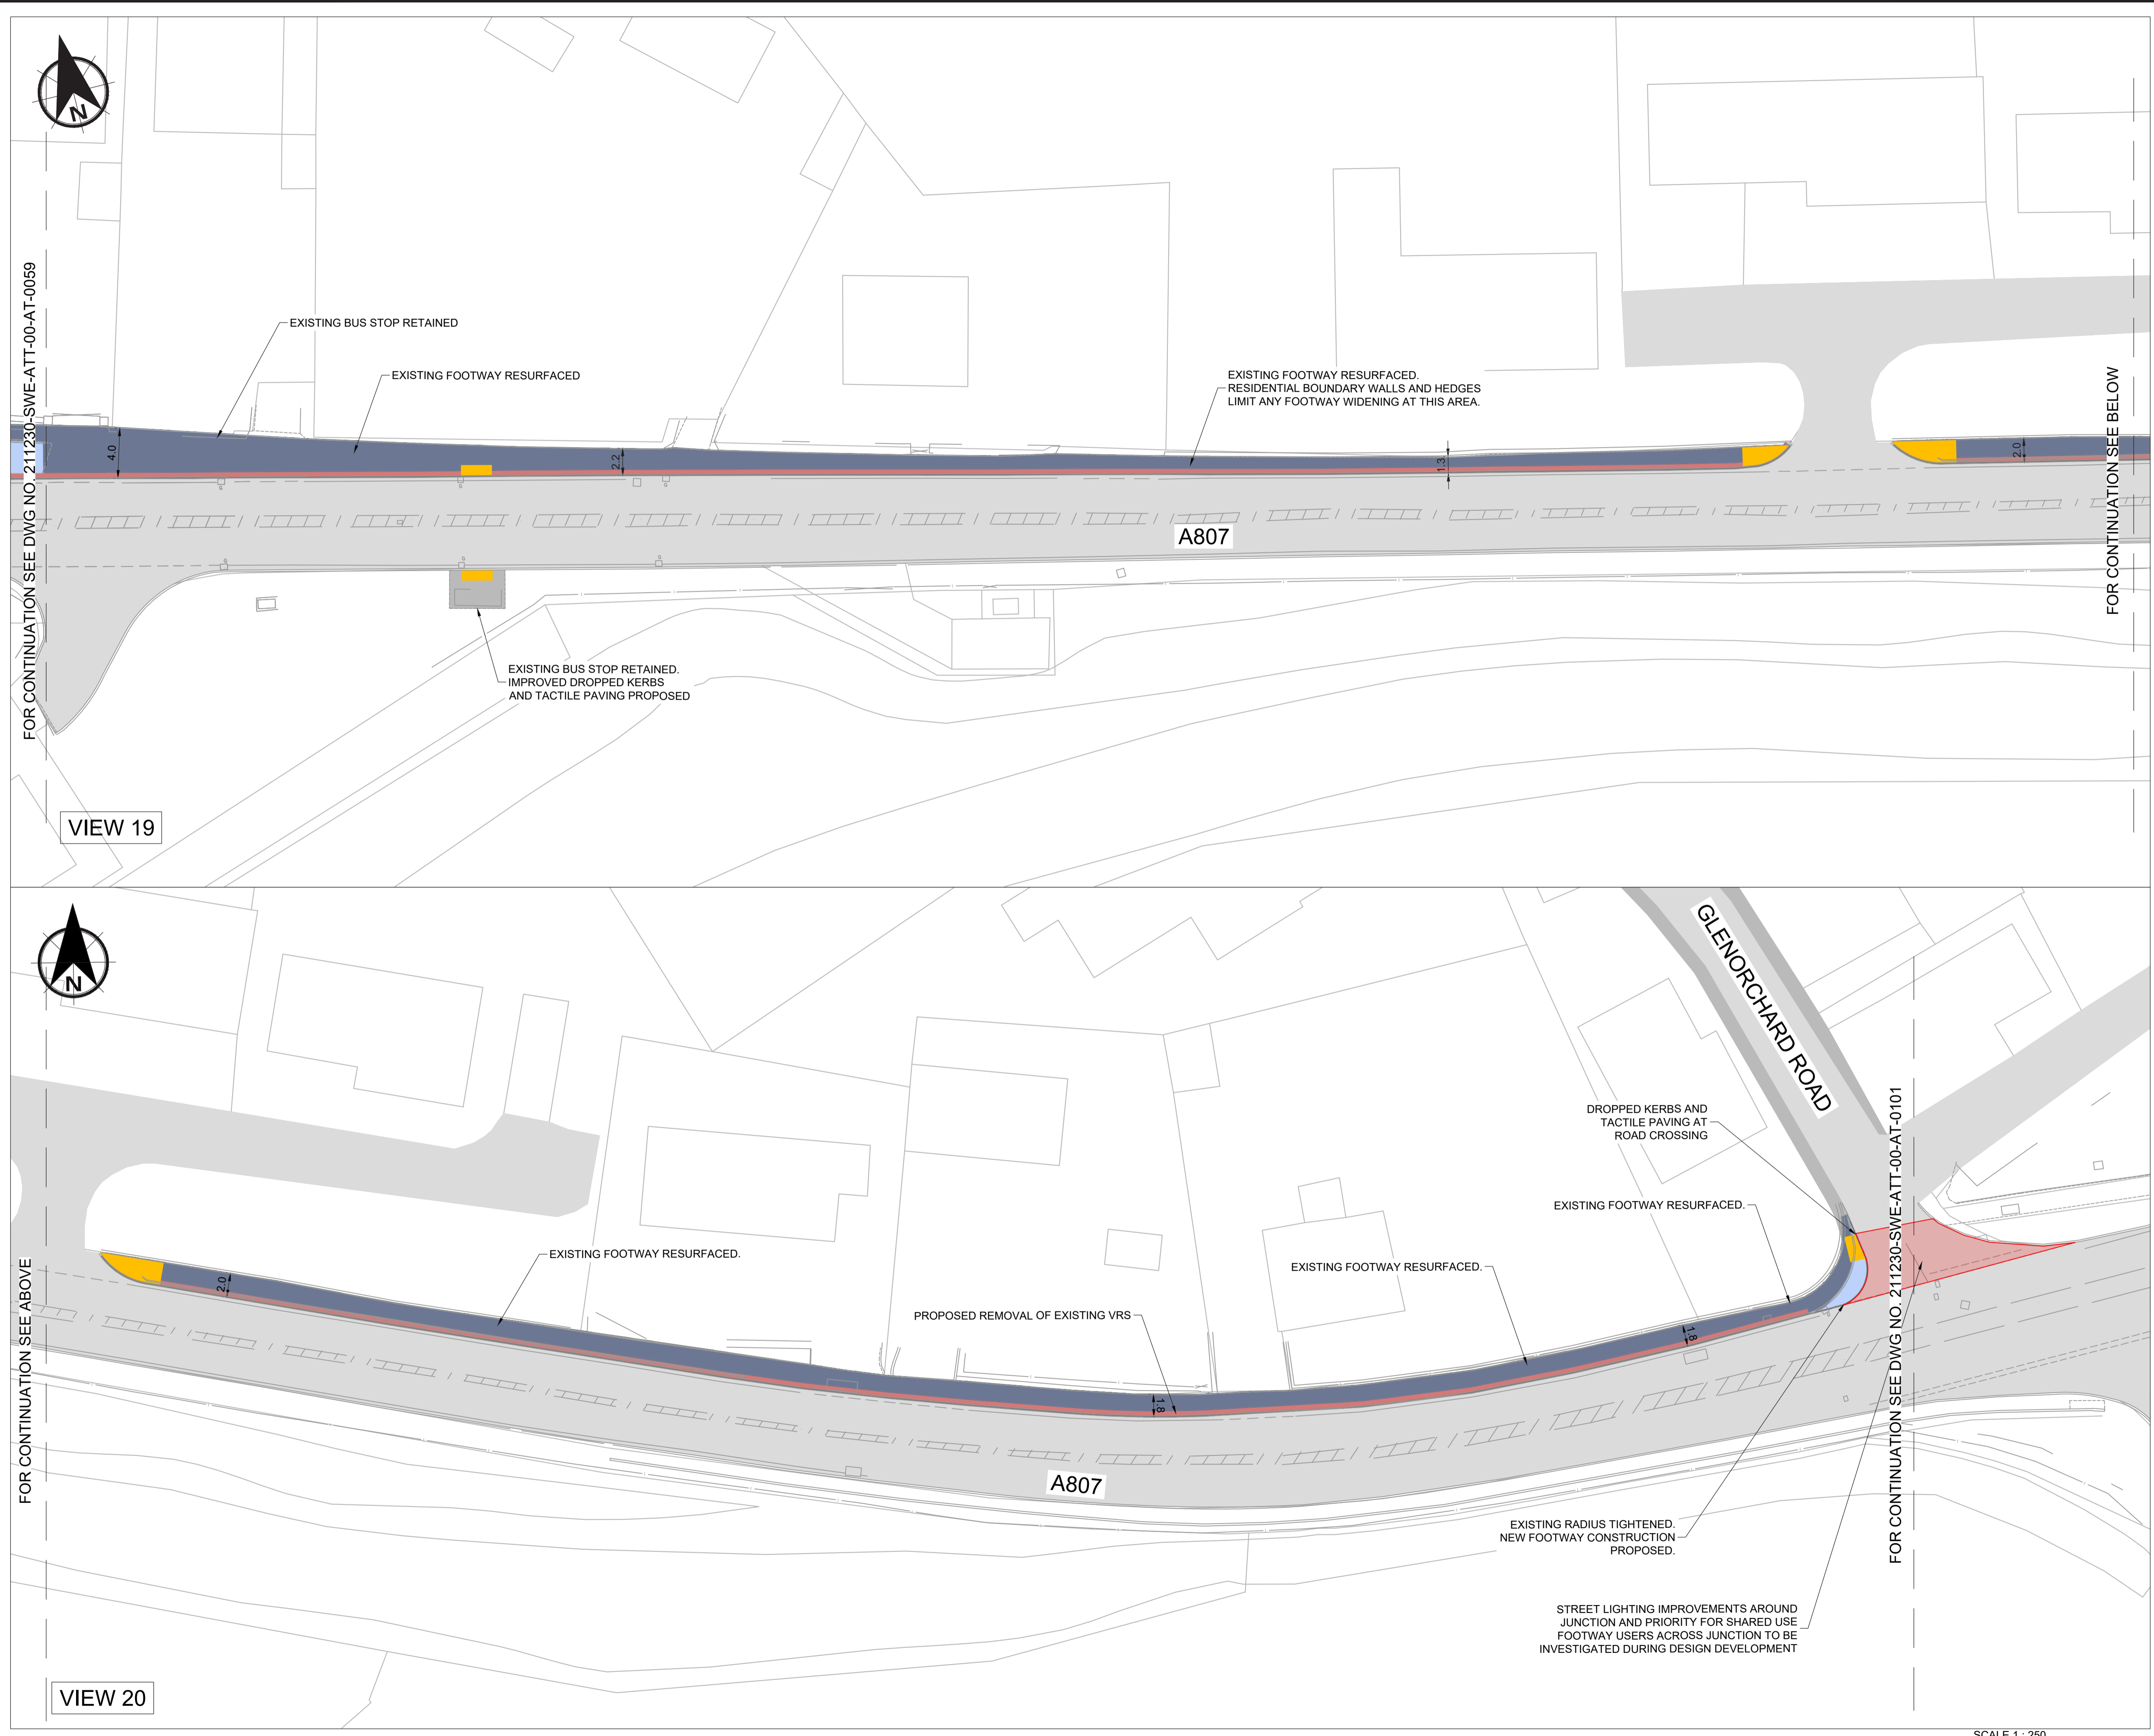 N
FOR CONTINUATION SEE DWG NO. 211230-SWE-ATT-00-AT-0059
EXISTING BUS STOP RETAINED
EXISTING FOOTWAY RESURFACED
EXISTING FOOTWAY RESURFACED.
RESIDENTIAL BOUNDARY WALLS AND HEDGES
LIMIT ANY FOOTWAY WIDENING AT THIS AREA.
4.0
2.2
1.3
2.0
A807
EXISTING BUS STOP RETAINED.
IMPROVED DROPPED KERBS
AND TACTILE PAVING PROPOSED
FOR CONTINUATION SEE BELOW
VIEW 19
N
FOR CONTINUATION SEE ABOVE
GLENORCHARD ROAD
DROPPED KERBS AND
TACTILE PAVING AT
ROAD CROSSING
EXISTING FOOTWAY RESURFACED.
EXISTING FOOTWAY RESURFACED.
EXISTING FOOTWAY RESURFACED.
2.0
PROPOSED REMOVAL OF EXISTING VRS
1.8
1.8
A807
EXISTING RADIUS TIGHTENED.
NEW FOOTWAY CONSTRUCTION
PROPOSED.
STREET LIGHTING IMPROVEMENTS AROUND
JUNCTION AND PRIORITY FOR SHARED USE
FOOTWAY USERS ACROSS JUNCTION TO BE
INVESTIGATED DURING DESIGN DEVELOPMENT
FOR CONTINUATION SEE DWG NO. 211230-SWE-ATT-00-AT-0101
VIEW 20
SCALE 1 : 250